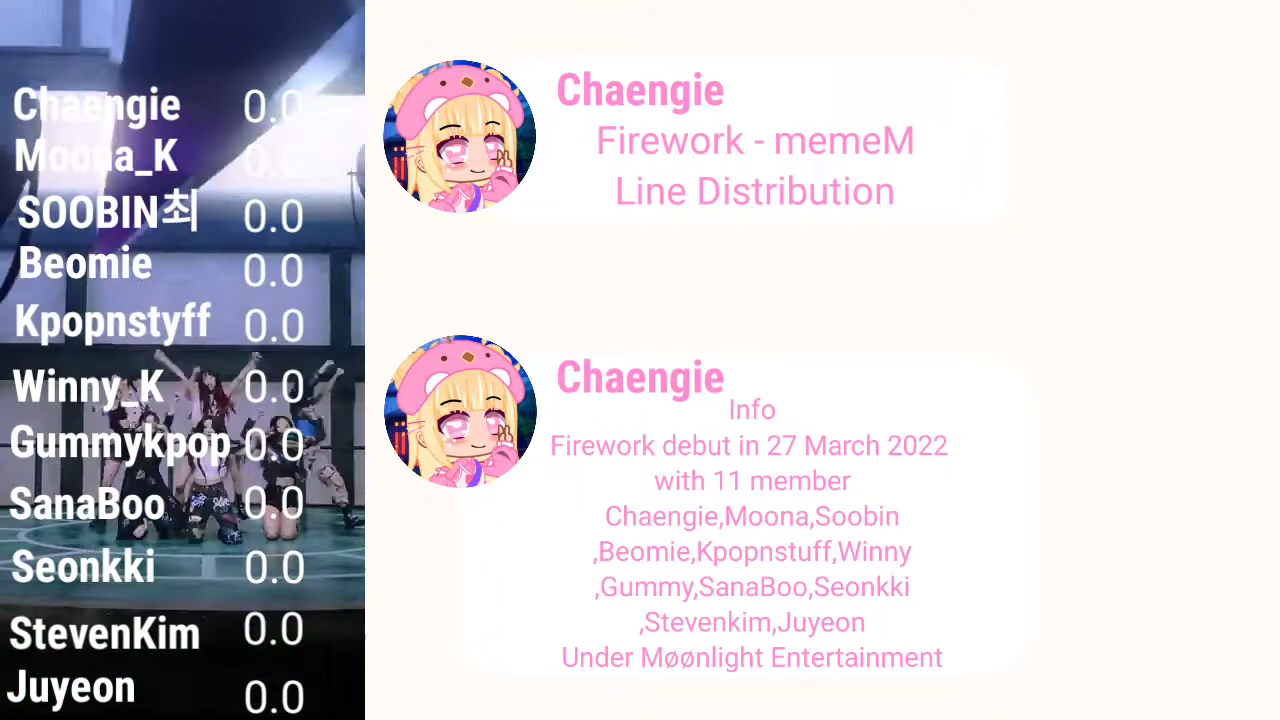 Chaengie 0.0
Moona_K 0.0
SOOBIN최 0.0
Beomie 0.0
Kpopnstyff 0.0
Winny_K 0.0
Gummykpop 0.0
SanaBoo 0.0
Seonkki 0.0
StevenKim 0.0
Juyeon 0.0
Chaengie
Firework - memeM
Line Distribution
Chaengie
Info
Firework debut in 27 March 2022
with 11 member
Chaengie,Moona,Soobin
,Beomie,Kpopnstuff,Winny
,Gummy,SanaBoo,Seonkki
,Stevenkim,Juyeon
Under Møønlight Entertainment